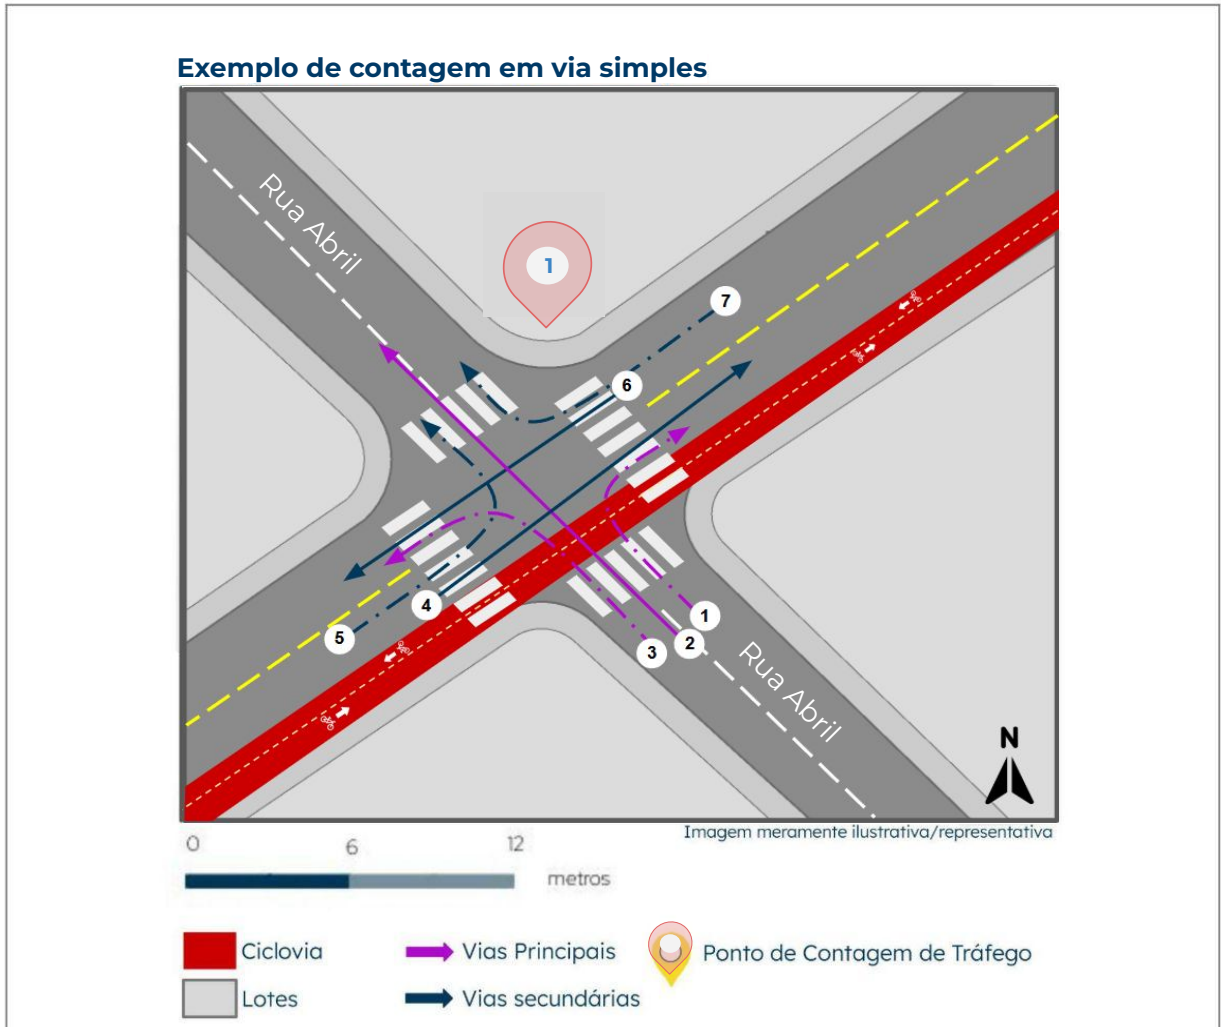 Exemplo de contagem em via simples
Rua Abril
1
7
6
4
5
1
2
3
Rua Abril
N
Imagem meramente ilustrativa/representativa
0 6 12
metros
Ciclovia
Vias Principais
Ponto de Contagem de Tráfego
Lotes
Vias secundárias